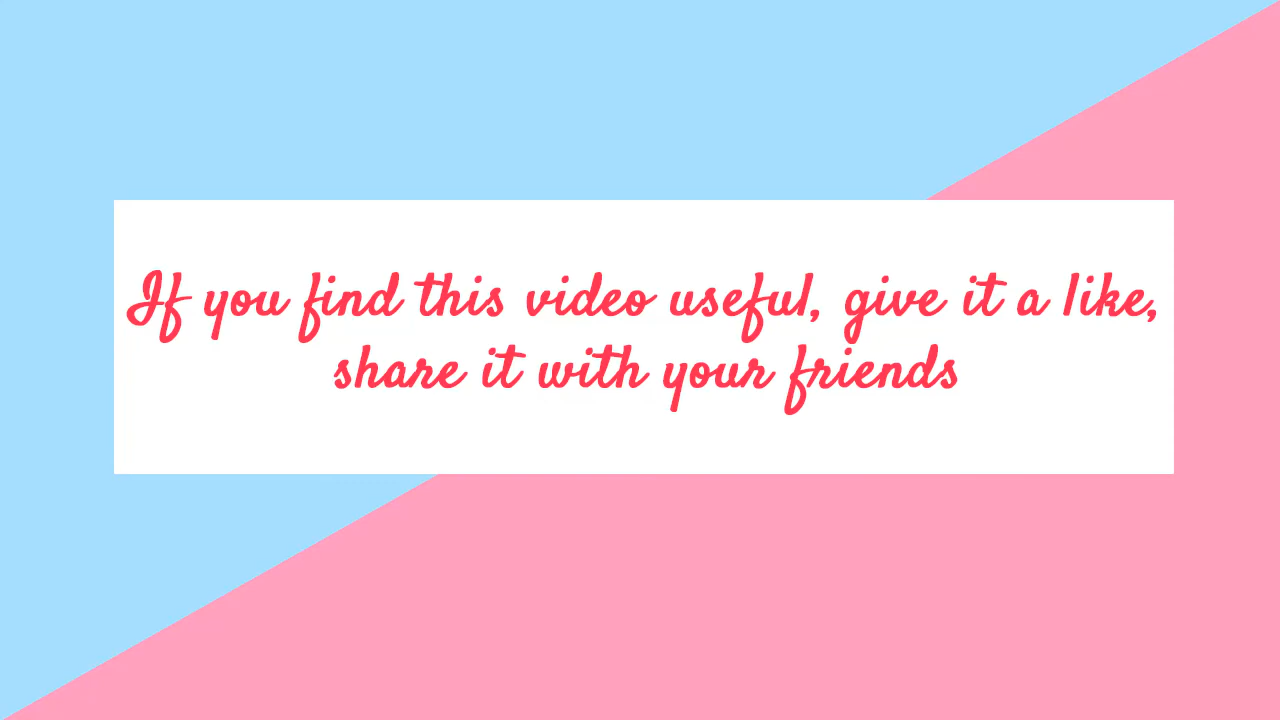 If you find this video useful, give it a like,
share it with your friends